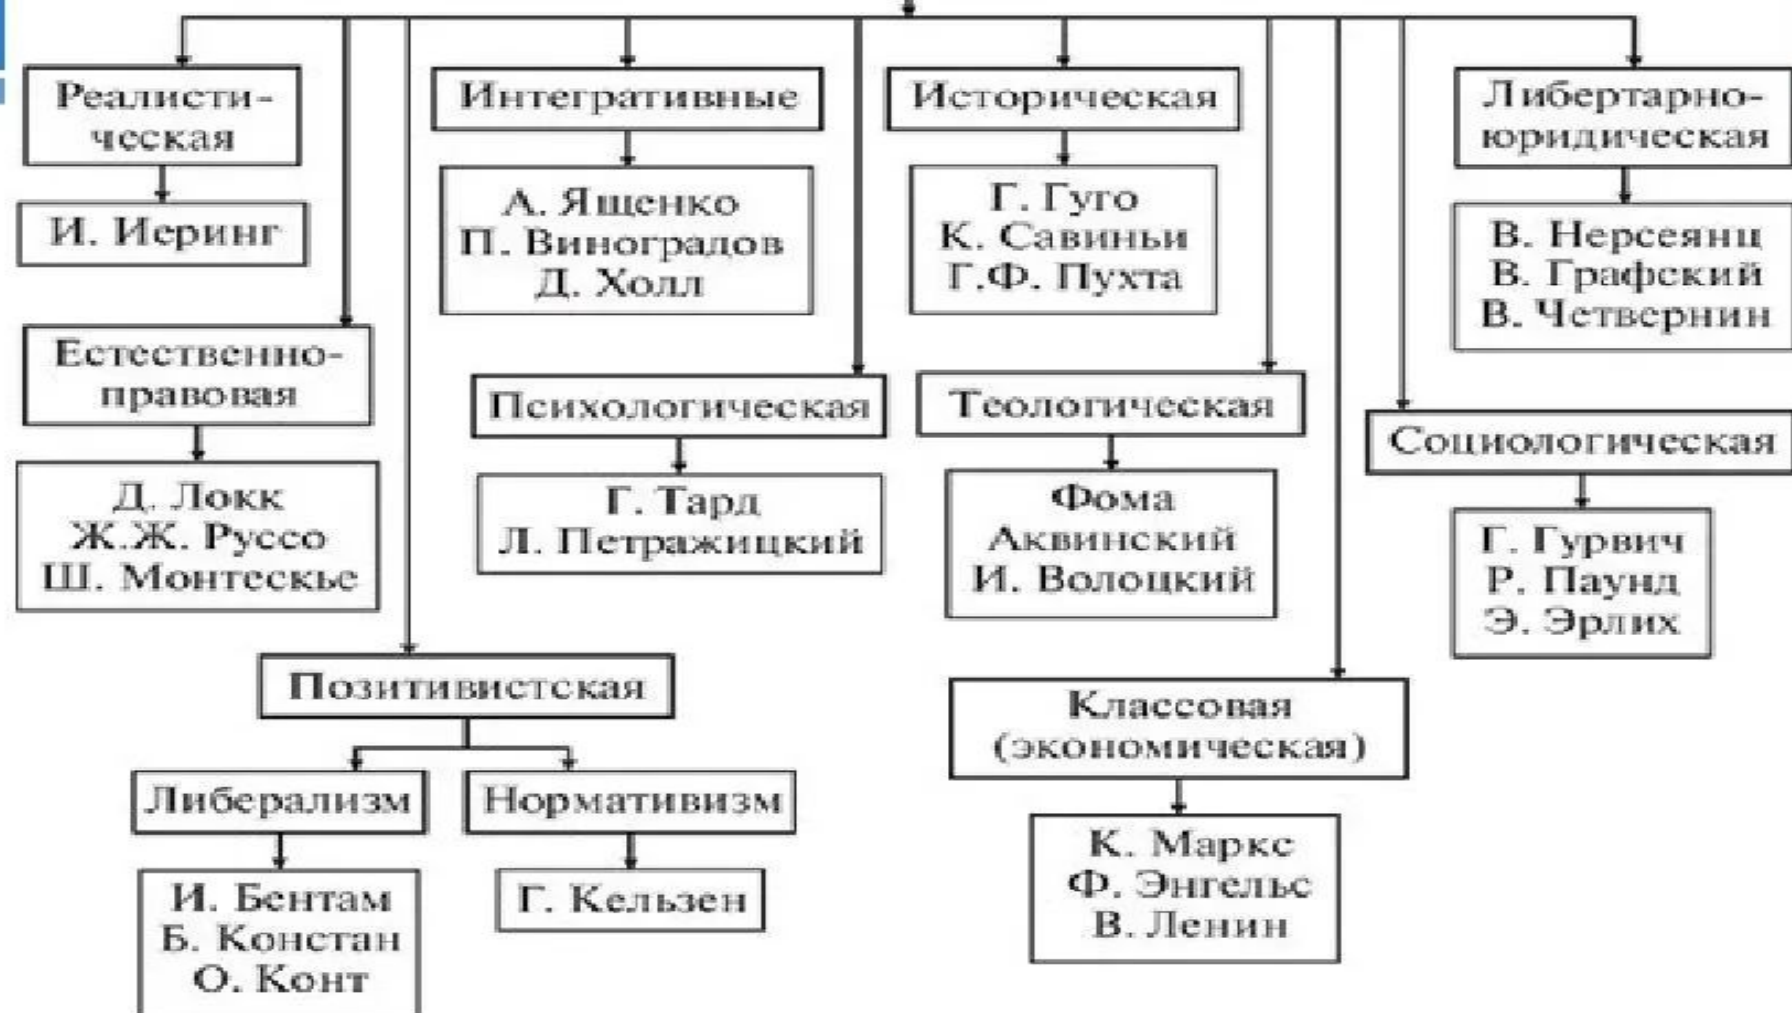 Реалисти-
ческая
И. Иеринг
Естественно-
правовая
Д. Локк
Ж.Ж. Руссо
Ш. Монтескье
Интегративные
А. Ященко
П. Виноградов
Д. Холл
Психологическая
Г. Тард
Л. Петражицкий
Историческая
Г. Гуго
К. Савиньи
Г.Ф. Пухта
Теологическая
Фома
Аквинский
И. Волоцкий
Либертарно-
юридическая
В. Нерсеянц
В. Графский
В. Четвернин
Социологическая
Г. Гурвич
Р. Паунд
Э. Эрлих
Позитивистская
Либерализм
И. Бентам
Б. Констан
О. Конт
Нормативизм
Г. Кельзен
Классовая
(экономическая)
К. Маркс
Ф. Энгельс
В. Ленин